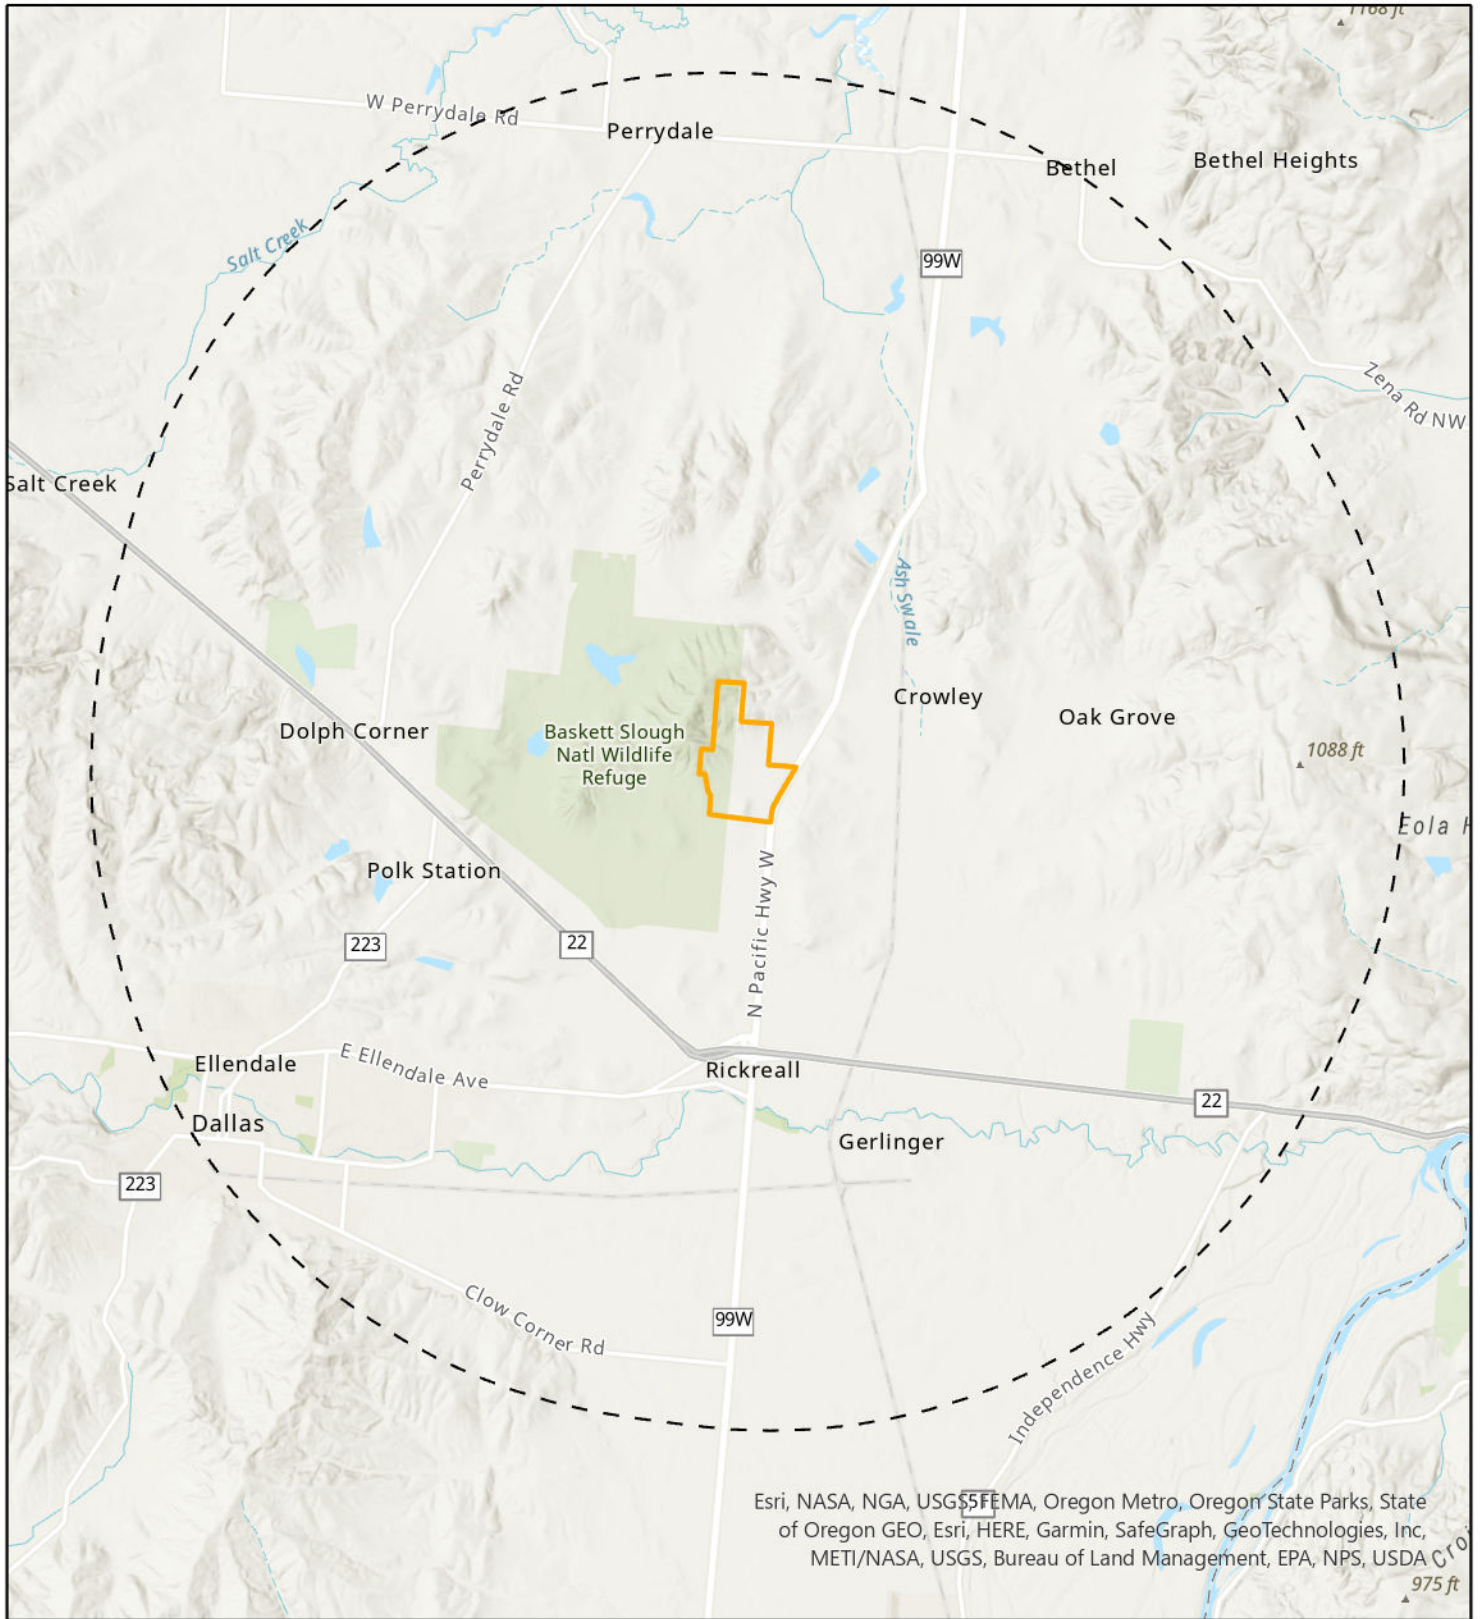 1168 ft
W Perrydale Rd
Perrydale
Bethel
Bethel Heights
Salt Creek
99W
Perrydale Rd
Zena Rd NW
Salt Creek
Ash Swale
Crowley
Oak Grove
Dolph Corner
Baskett Slough
Natl Wildlife
Refuge
1088 ft
Eola H
Polk Station
N Pacific Hwy W
223
22
Ellendale
E Ellendale Ave
Rickreall
22
Dallas
Gerlinger
223
Clow Corner Rd
99W
Independence Hwy
51
Esri, NASA, NGA, USGS, FEMA, Oregon Metro, Oregon State Parks, State
of Oregon GEO, Esri, HERE, Garmin, SafeGraph, GeoTechnologies, Inc,
METI/NASA, USGS, Bureau of Land Management, EPA, NPS, USDA
Croi
975 ft